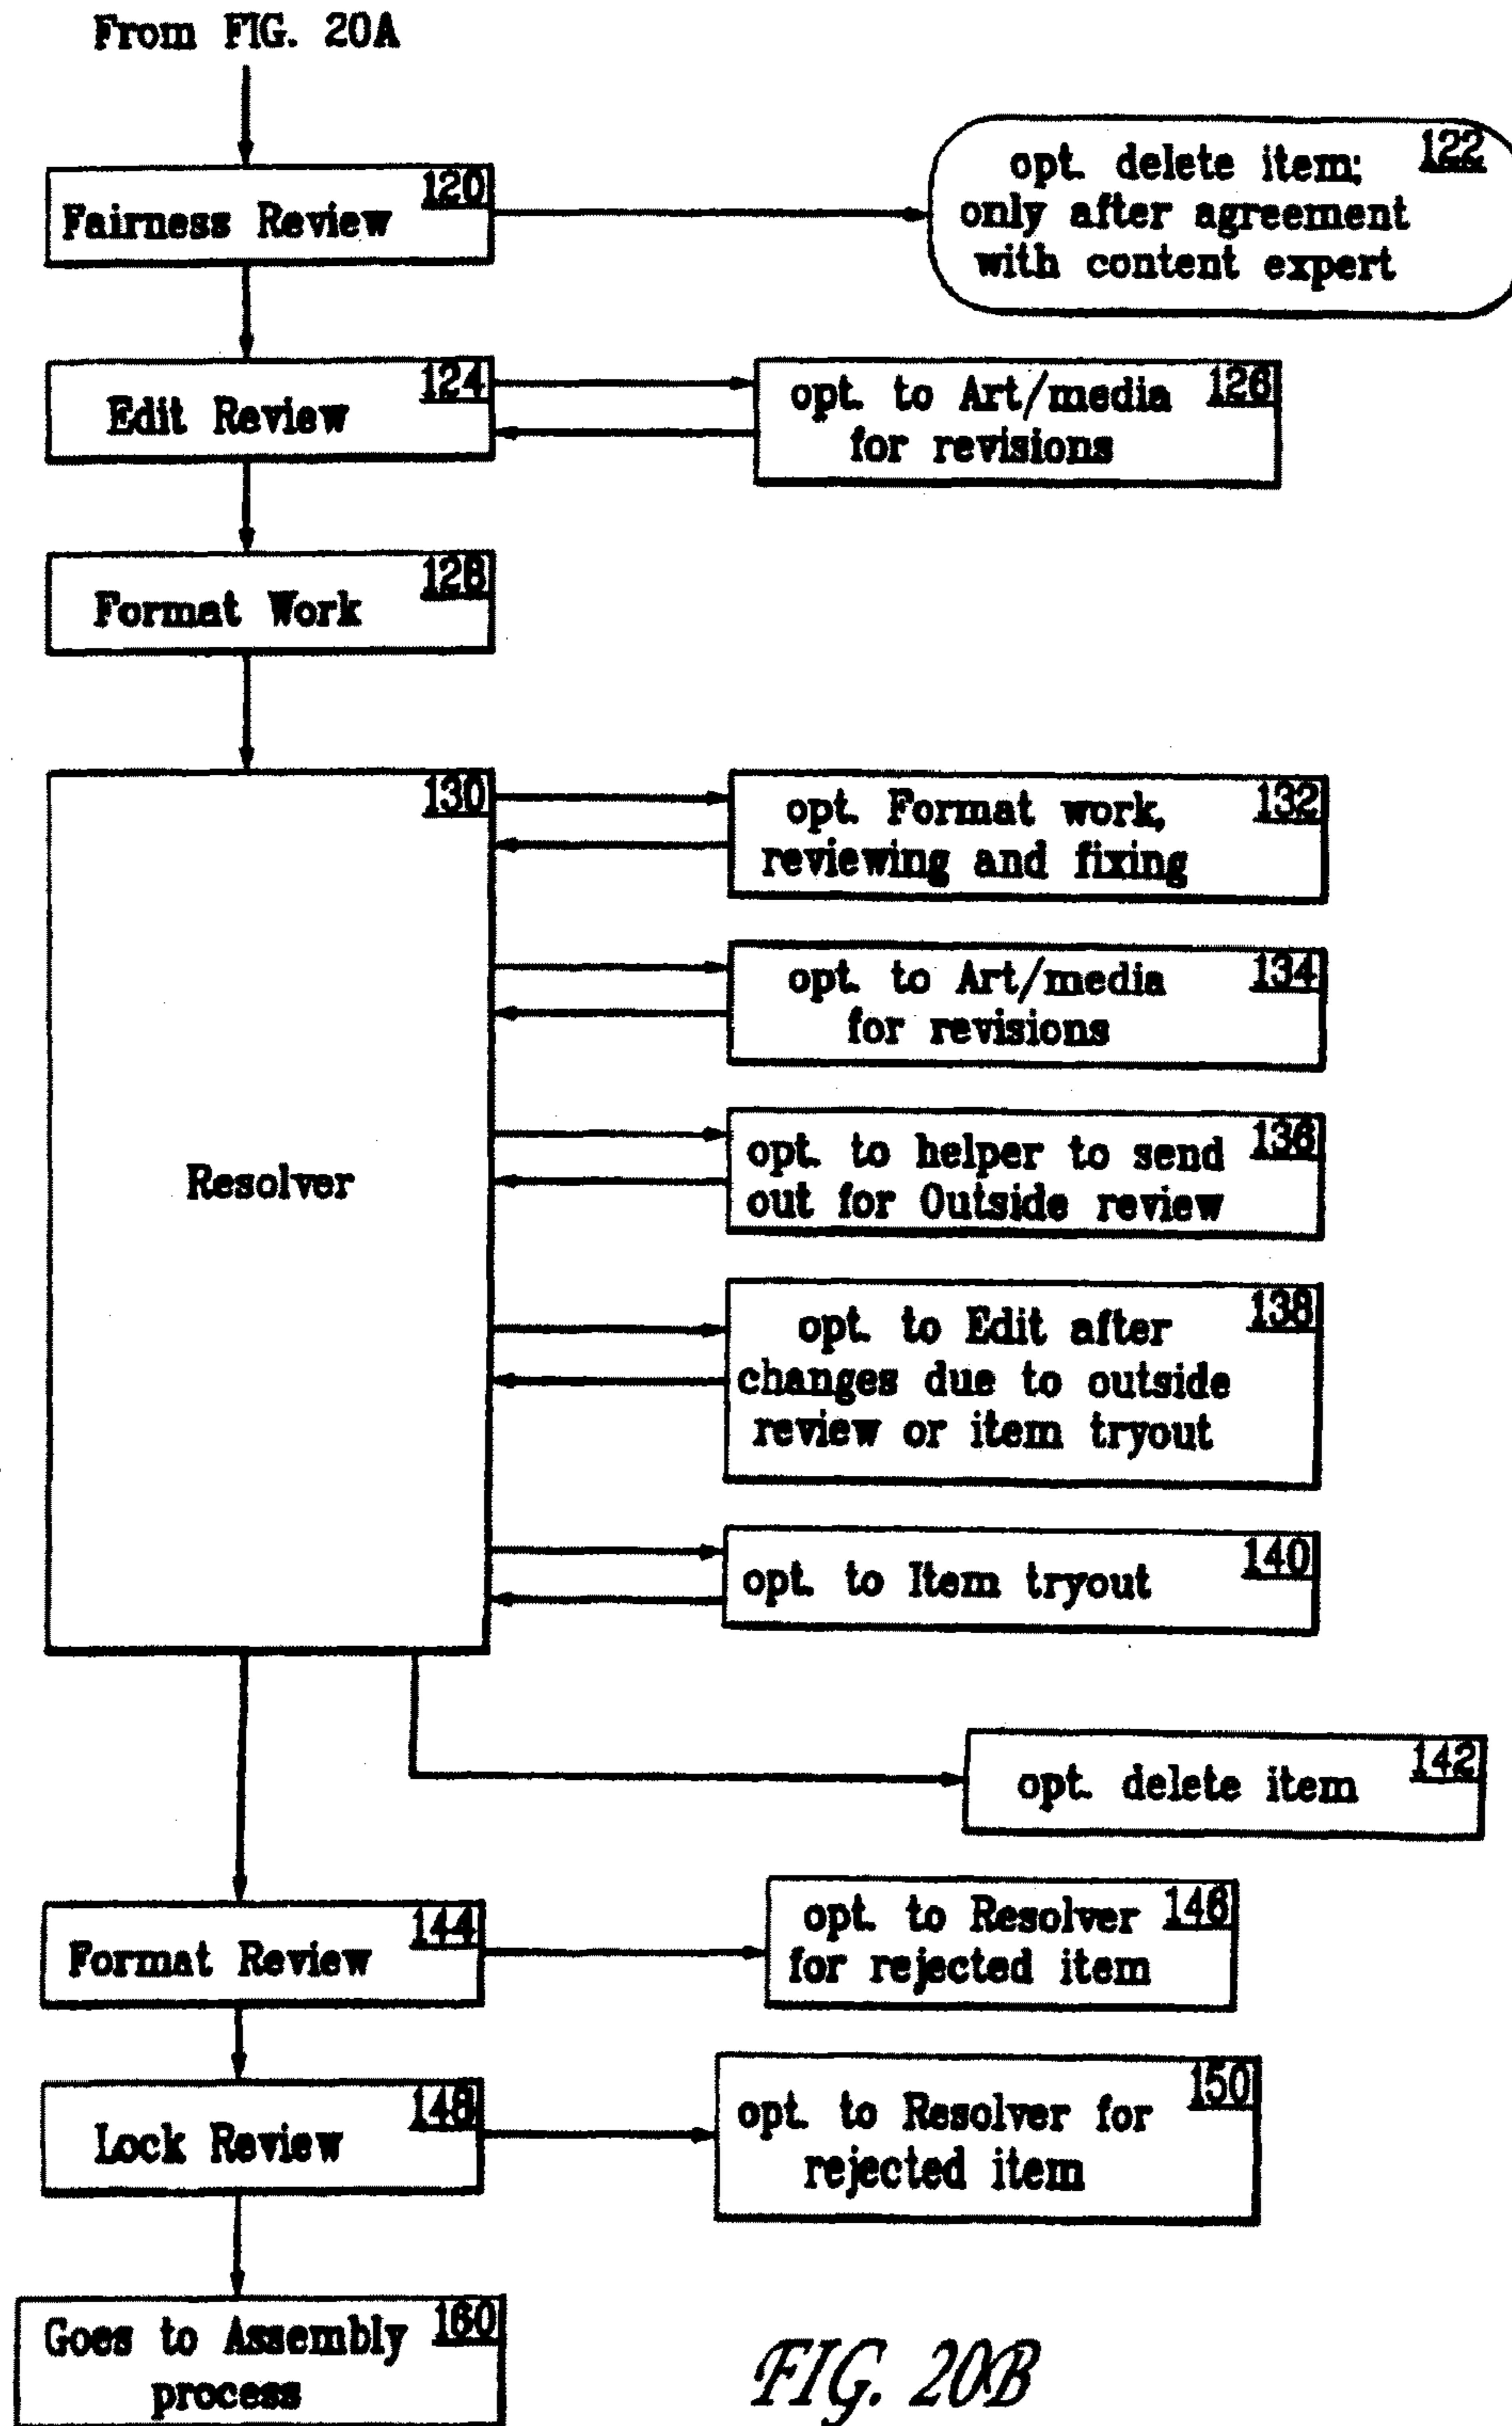 From FIG. 20A
120
Fairness Review
opt. delete item; 122
only after agreement
with content expert
124
Edit Review
opt. to Art/media 126
for revisions
128
Format Work
130
Resolver
opt. Format work, 132
reviewing and fixing
opt. to Art/media 134
for revisions
opt. to helper to send 136
out for Outside review
opt. to Edit after 138
changes due to outside
review or item tryout
opt. to Item tryout 140
opt. delete item 142
144
Format Review
opt. to Resolver 146
for rejected item
148
Lock Review
opt. to Resolver for 150
rejected item
Goes to Assembly 160
process
FIG. 20B